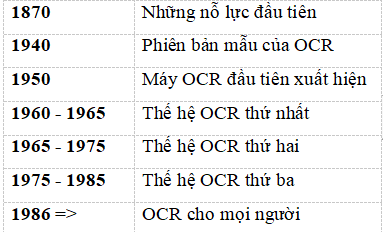 1870 Những nỗ lực đầu tiên
1940 Phiên bản mẫu của OCR
1950 Máy OCR đầu tiên xuất hiện
1960 - 1965 Thế hệ OCR thứ nhất
1965 - 1975 Thế hệ OCR thứ hai
1975 - 1985 Thế hệ OCR thứ ba
1986 => OCR cho mọi người